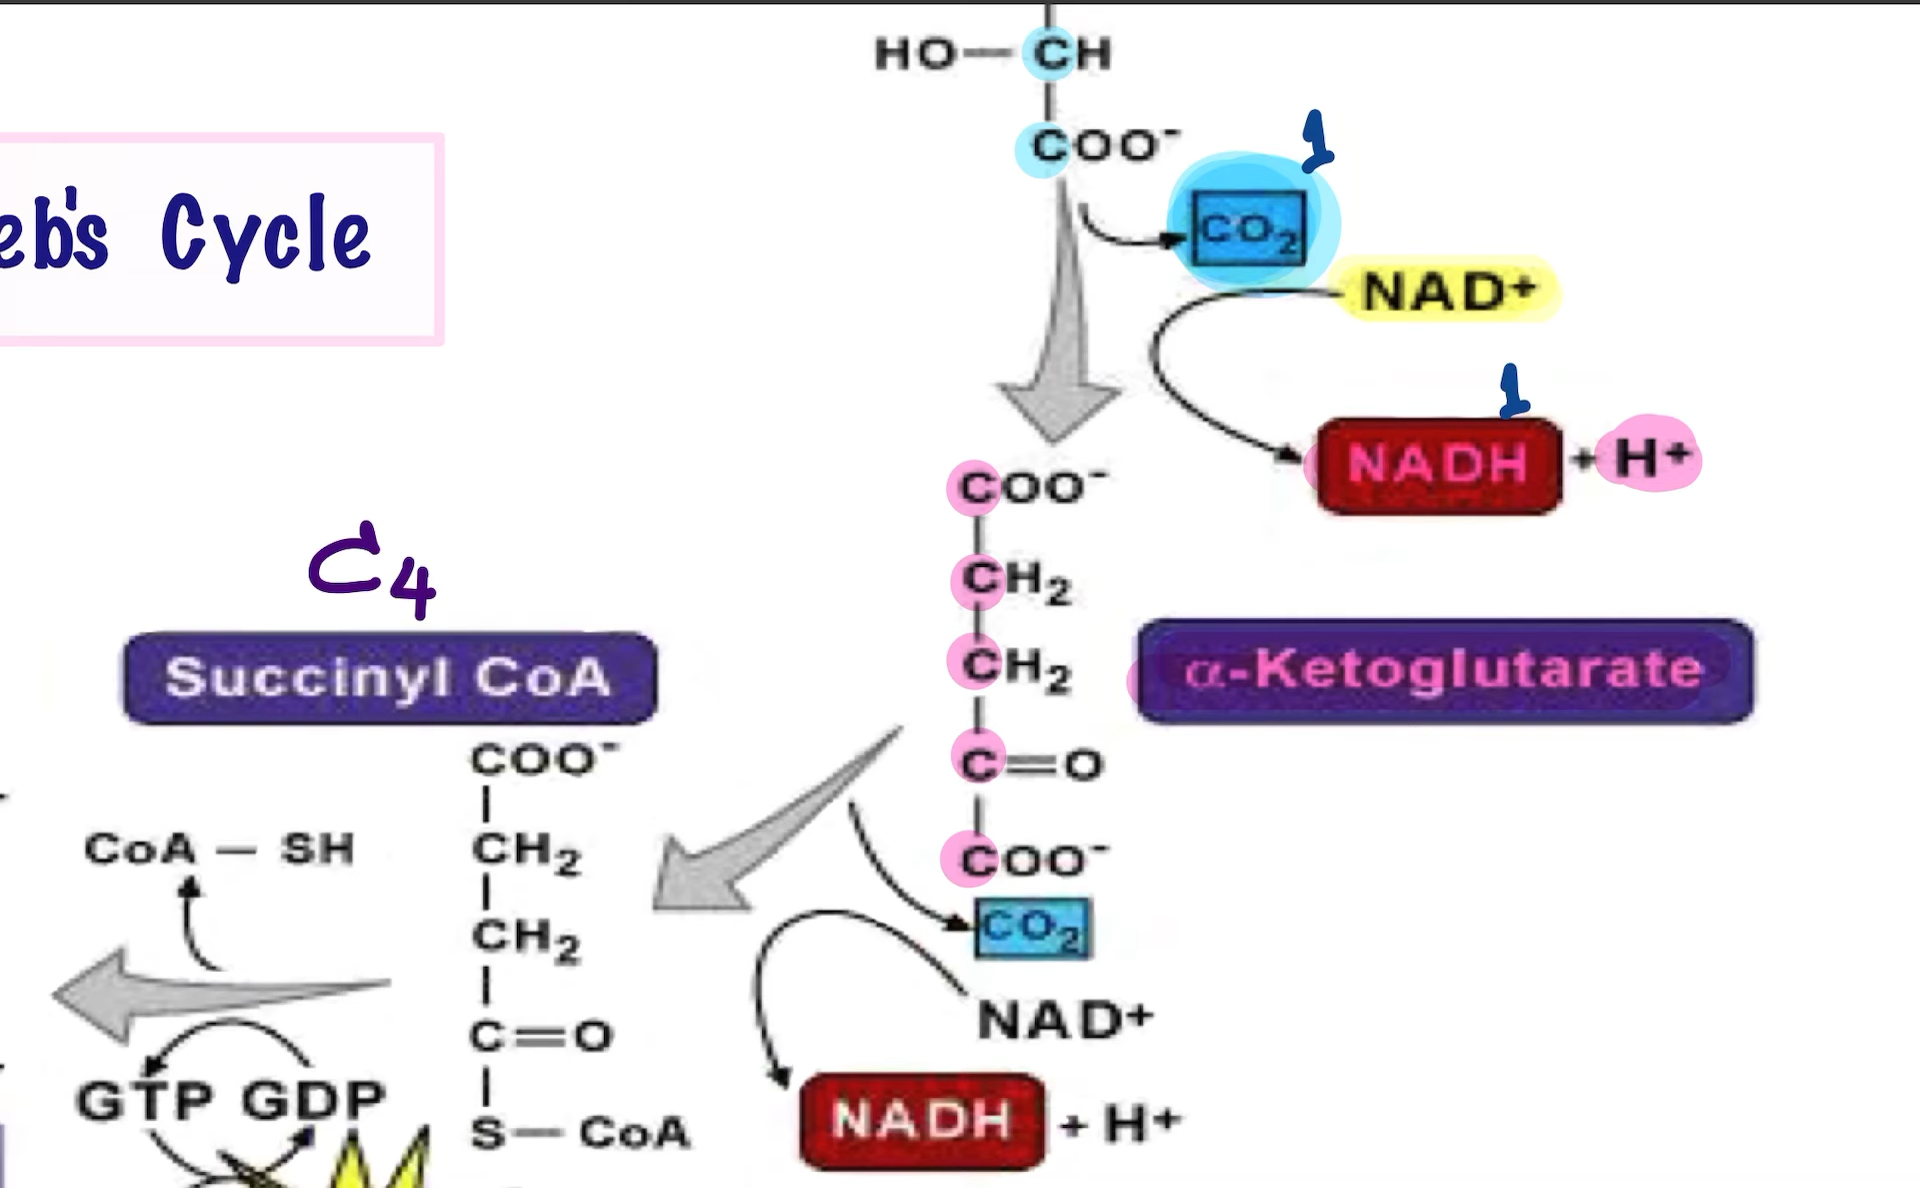 HO—CH
COO⁻
1
CO₂
eb's Cycle
NAD+
1
NADH + H+
COO⁻
CH₂
CH₂
C=O
COO⁻
α-Ketoglutarate
CO₂
NAD+
NADH + H+
C₄
Succinyl CoA
COO⁻
CH₂
CH₂
C=O
S—CoA
CoA — SH
GTP GDP